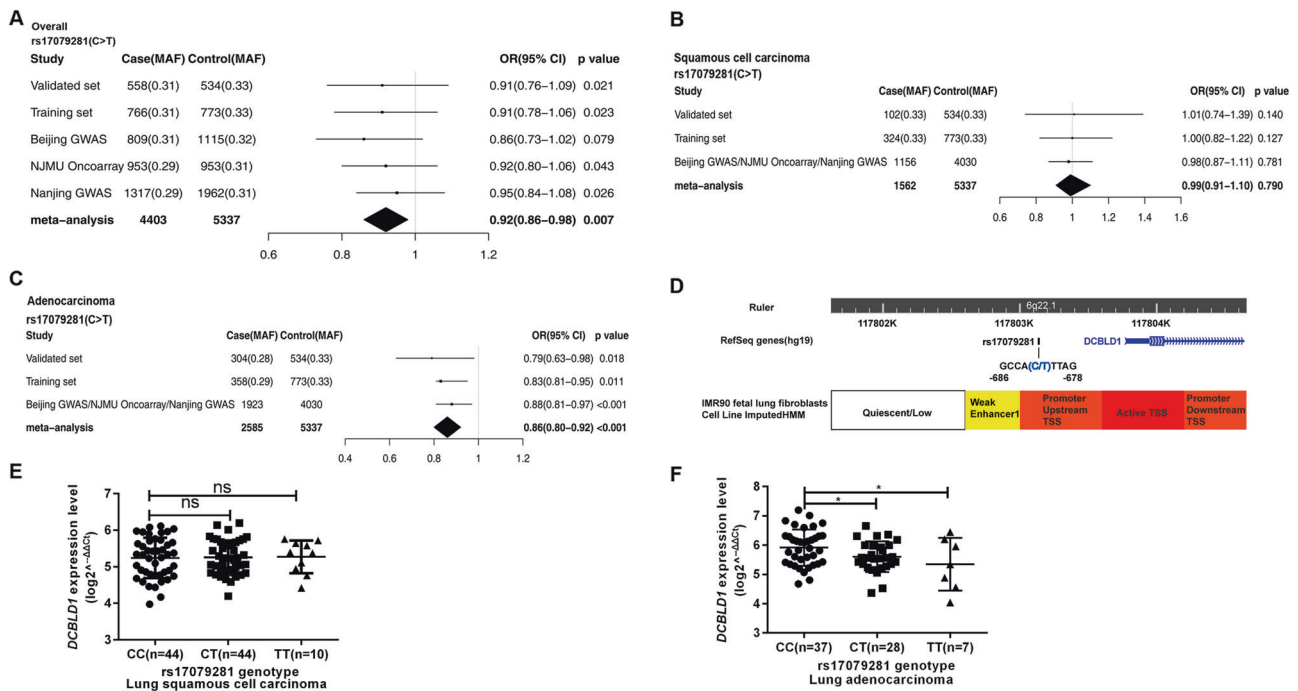 A
Overall
rs17079281(C>T)
Study Case(MAF) Control(MAF) OR(95% CI) p value
Validated set 558(0.31) 534(0.33) 0.91(0.76−1.09) 0.021
Training set 766(0.31) 773(0.33) 0.91(0.78−1.06) 0.023
Beijing GWAS 809(0.31) 1115(0.32) 0.86(0.73−1.02) 0.079
NJMU Oncoarray 953(0.29) 953(0.31) 0.92(0.80−1.06) 0.043
Nanjing GWAS 1317(0.29) 1962(0.31) 0.95(0.84−1.08) 0.026
meta−analysis 4403 5337 0.92(0.86−0.98) 0.007
0.6 0.8 1 1.2
B
Squamous cell carcinoma
rs17079281(C>T)
Study Case(MAF) Control(MAF) OR(95% CI) p value
Validated set 102(0.33) 534(0.33) 1.01(0.74−1.39) 0.140
Training set 324(0.33) 773(0.33) 1.00(0.82−1.22) 0.127
Beijing GWAS/NJMU Oncoarray/Nanjing GWAS 1156 4030 0.98(0.87−1.11) 0.781
meta−analysis 1562 5337 0.99(0.91−1.10) 0.790
0.6 0.8 1 1.2 1.4 1.6
C
Adenocarcinoma
rs17079281(C>T)
Study Case(MAF) Control(MAF) OR(95% CI) p value
Validated set 304(0.28) 534(0.33) 0.79(0.63−0.98) 0.018
Training set 358(0.29) 773(0.33) 0.83(0.81−0.95) 0.011
Beijing GWAS/NJMU Oncoarray/Nanjing GWAS 1923 4030 0.88(0.81−0.97) <0.001
meta−analysis 2585 5337 0.86(0.80−0.92) <0.001
0.4 0.6 0.8 1
D
Ruler 6q22.1
117802K 117803K 117804K
RefSeq genes(hg19) rs17079281 DCBLD1
GCCA(C/T)TTAG
-686 -678
IMR90 fetal lung fibroblasts
Cell Line ImputedHMM
Quiescent/Low
Weak
Enhancer1
Promoter
Upstream
TSS
Active TSS
Promoter
Downstream
TSS
E
DCBLD1 expression level
(log2^−ΔΔCt)
7
6
5
4
3
ns
ns
CC(n=44) CT(n=44) TT(n=10)
rs17079281 genotype
Lung squamous cell carcinoma
F
DCBLD1 expression level
(log2^−ΔΔCt)
8
7
6
5
4
3
*
*
CC(n=37) CT(n=28) TT(n=7)
rs17079281 genotype
Lung adenocarcinoma